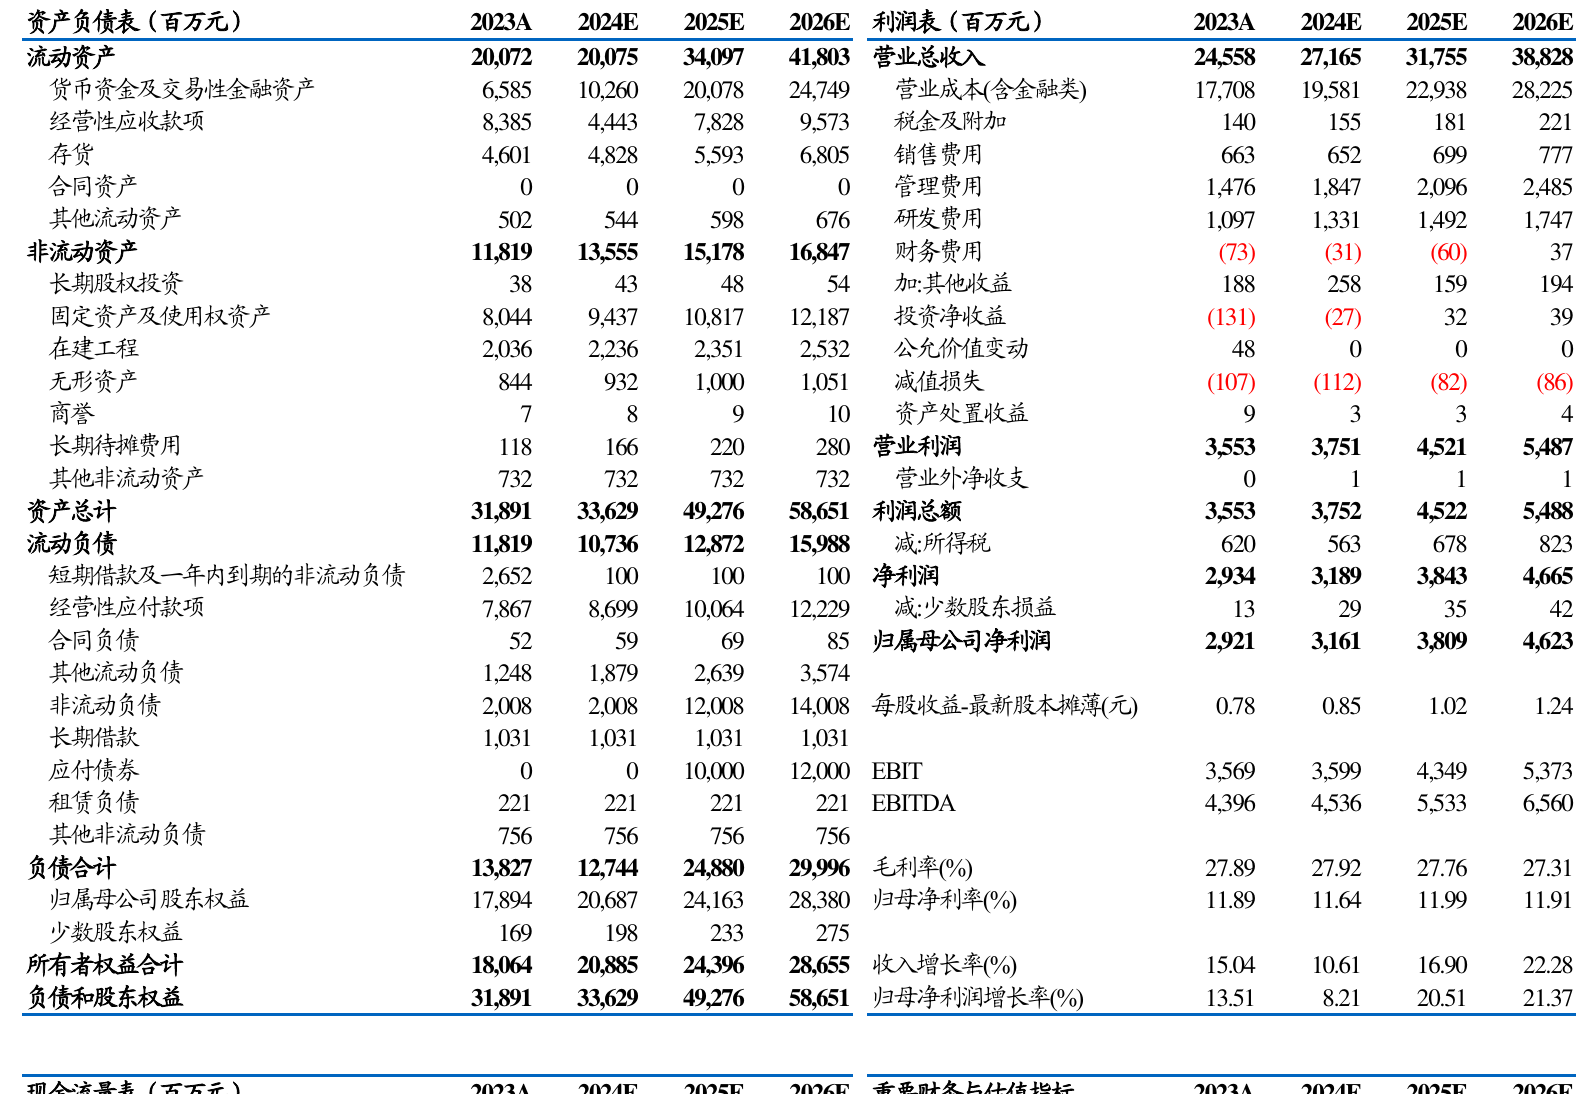 资产负债表（百万元） 2023A 2024E 2025E 2026E
流动资产 20,072 20,075 34,097 41,803
货币资金及交易性金融资产 6,585 10,260 20,078 24,749
经营性应收款项 8,385 4,443 7,828 9,573
存货 4,601 4,828 5,593 6,805
合同资产 0 0 0 0
其他流动资产 502 544 598 676
非流动资产 11,819 13,555 15,178 16,847
长期股权投资 38 43 48 54
固定资产及使用权资产 8,044 9,437 10,817 12,187
在建工程 2,036 2,236 2,351 2,532
无形资产 844 932 1,000 1,051
商誉 7 8 9 10
长期待摊费用 118 166 220 280
其他非流动资产 732 732 732 732
资产总计 31,891 33,629 49,276 58,651
流动负债 11,819 10,736 12,872 15,988
短期借款及一年内到期的非流动负债 2,652 100 100 100
经营性应付款项 7,867 8,699 10,064 12,229
合同负债 52 59 69 85
其他流动负债 1,248 1,879 2,639 3,574
非流动负债 2,008 2,008 12,008 14,008
长期借款 1,031 1,031 1,031 1,031
应付债券 0 0 10,000 12,000
租赁负债 221 221 221 221
其他非流动负债 756 756 756 756
负债合计 13,827 12,744 24,880 29,996
归属母公司股东权益 17,894 20,687 24,163 28,380
少数股东权益 169 198 233 275
所有者权益合计 18,064 20,885 24,396 28,655
负债和股东权益 31,891 33,629 49,276 58,651
利润表（百万元） 2023A 2024E 2025E 2026E
营业总收入 24,558 27,165 31,755 38,828
营业成本(含金融类) 17,708 19,581 22,938 28,225
税金及附加 140 155 181 221
销售费用 663 652 699 777
管理费用 1,476 1,847 2,096 2,485
研发费用 1,097 1,331 1,492 1,747
财务费用 (73) (31) (60) 37
加:其他收益 188 258 159 194
投资净收益 (131) (27) 32 39
公允价值变动 48 0 0 0
减值损失 (107) (112) (82) (86)
资产处置收益 9 3 3 4
营业利润 3,553 3,751 4,521 5,487
营业外净收支 0 1 1 1
利润总额 3,553 3,752 4,522 5,488
减:所得税 620 563 678 823
净利润 2,934 3,189 3,843 4,665
减:少数股东损益 13 29 35 42
归属母公司净利润 2,921 3,161 3,809 4,623
每股收益-最新股本摊薄(元) 0.78 0.85 1.02 1.24
EBIT 3,569 3,599 4,349 5,373
EBITDA 4,396 4,536 5,533 6,560
毛利率(%) 27.89 27.92 27.76 27.31
归母净利率(%) 11.89 11.64 11.99 11.91
收入增长率(%) 15.04 10.61 16.90 22.28
归母净利润增长率(%) 13.51 8.21 20.51 21.37
现金流量表（百万元） 2023A 2024E 2025E 2026E
重要财务与估值指标 2023A 2024E 2025E 2026E